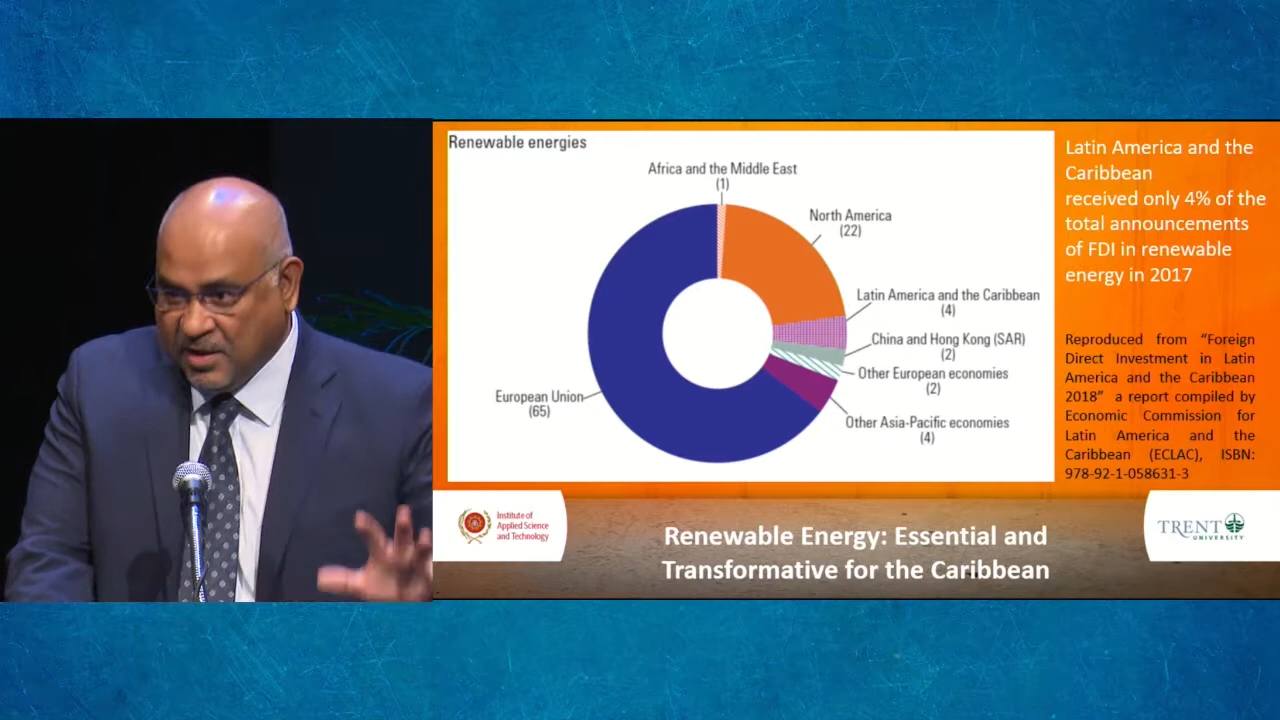 Renewable energies
Africa and the Middle East
(1)
North America
(22)
Latin America and the Caribbean
(4)
China and Hong Kong (SAR)
(2)
Other European economies
(2)
Other Asia-Pacific economies
(4)
European Union
(65)
Latin America and the
Caribbean
received only 4% of the
total announcements
of FDI in renewable
energy in 2017
Reproduced from “Foreign
Direct Investment in Latin
America and the Caribbean
2018” a report compiled by
Economic Commission for
Latin America and the
Caribbean (ECLAC), ISBN:
978-92-1-058631-3
Institute of
Applied Science
and Technology
Renewable Energy: Essential and
Transformative for the Caribbean
TRENT
UNIVERSITY